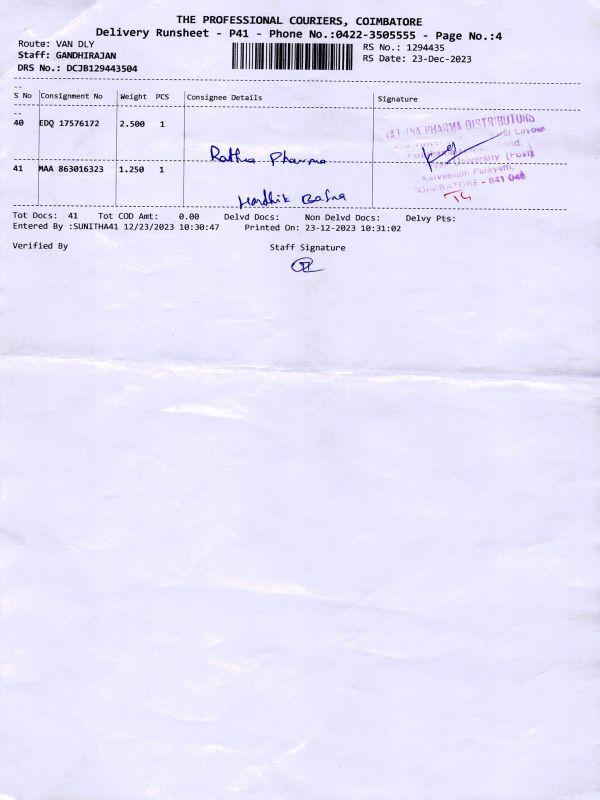 THE PROFESSIONAL COURIERS, COIMBATORE
Delivery Runsheet - P41 - Phone No.:0422-3505555 - Page No.:4
Route: VAN DLY
Staff: GANDHIRAJAN
DRS No.: DCJB129443504
RS No.: 1294435
RS Date: 23-Dec-2023
S No Consignment No Weight PCS Consignee Details Signature
40 EDQ 17576172 2.500 1
Rathna Pharma
PHARMA DISTRIBUTORS
University (Post)
Kalveeram Palayam,
COIMBATORE - 641 046
41 MAA 863016323 1.250 1
Hardhik Bafna
Tot Docs: 41 Tot COD Amt: 0.00 Delvd Docs: Non Delvd Docs: Delvy Pts:
Entered By :SUNITHA41 12/23/2023 10:30:47 Printed On: 23-12-2023 10:31:02
Verified By Staff Signature